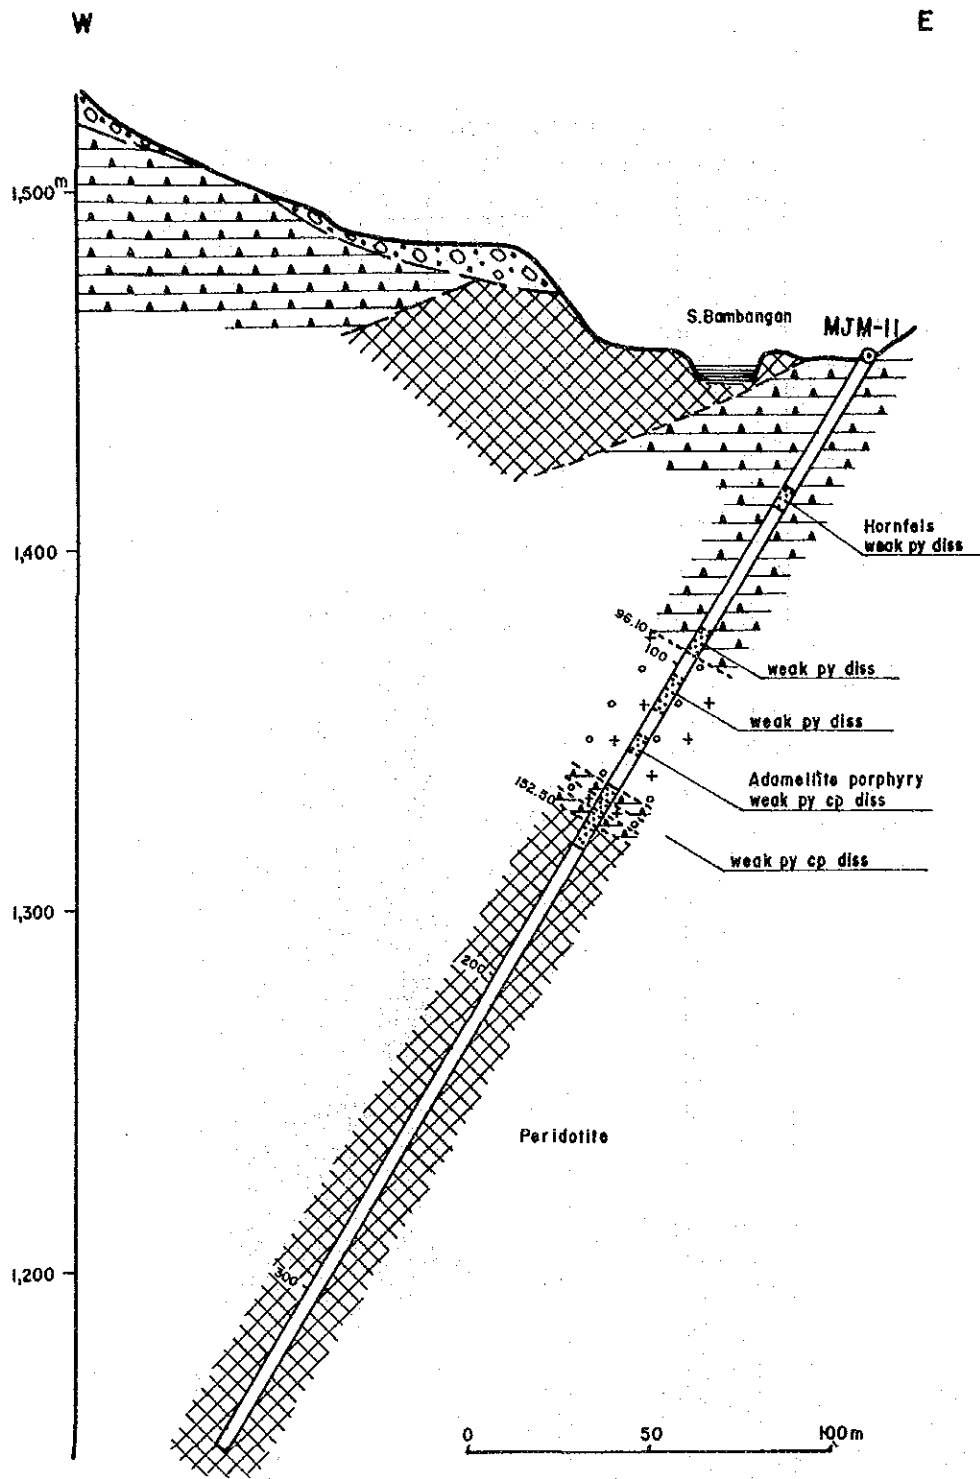 W
E
1,500m
S.Bambangan
MJM-11
Hornfels
weak py diss
1,400
96.10
100
weak py diss
weak py diss
Adamellite porphyry
weak py cp diss
152.50
weak py cp diss
1,300
200
Peridotite
1,200
300
0 50 100m